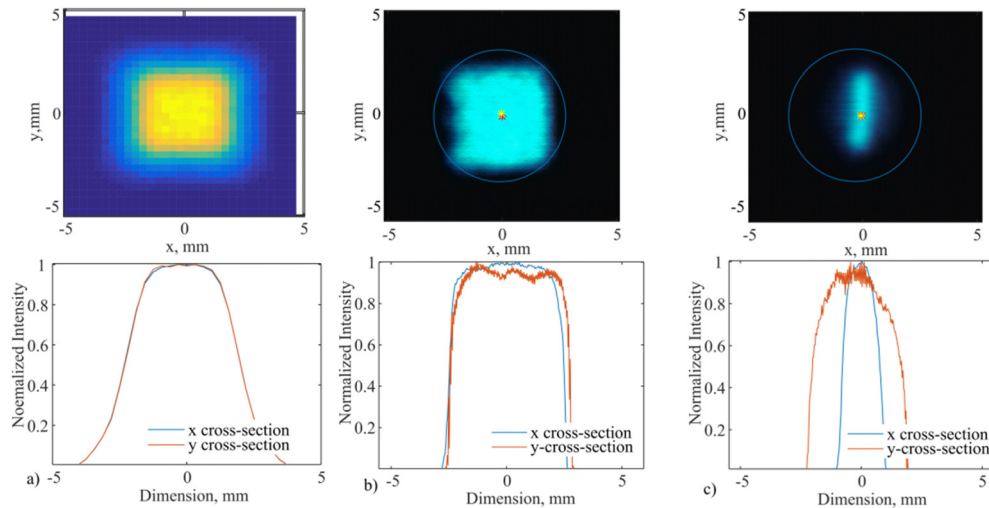 5
y,mm
0
-5
-5
0
5
x, mm
5
y,mm
0
-5
-5
0
5
x, mm
5
y,mm
0
-5
-5
0
5
x, mm
1
0.8
0.6
0.4
0.2
Noemalized Intensity
x cross-section
y cross-section
-5
0
5
a)
Dimension, mm
1
0.8
0.6
0.4
0.2
Normalized Intensity
x cross-section
y-cross-section
-5
0
5
b)
Dimension, mm
1
0.8
0.6
0.4
0.2
Normalized Intensity
x cross-section
y-cross-section
-5
0
5
c)
Dimension, mm